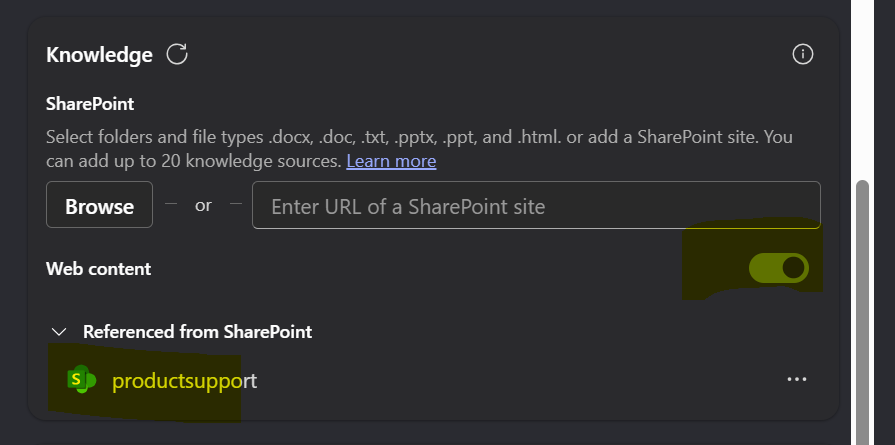 Knowledge
SharePoint
Select folders and file types .docx, .doc, .txt, .pptx, .ppt, and .html. or add a SharePoint site. You
can add up to 20 knowledge sources. Learn more
Browse or Enter URL of a SharePoint site
Web content
Referenced from SharePoint
S productsupport